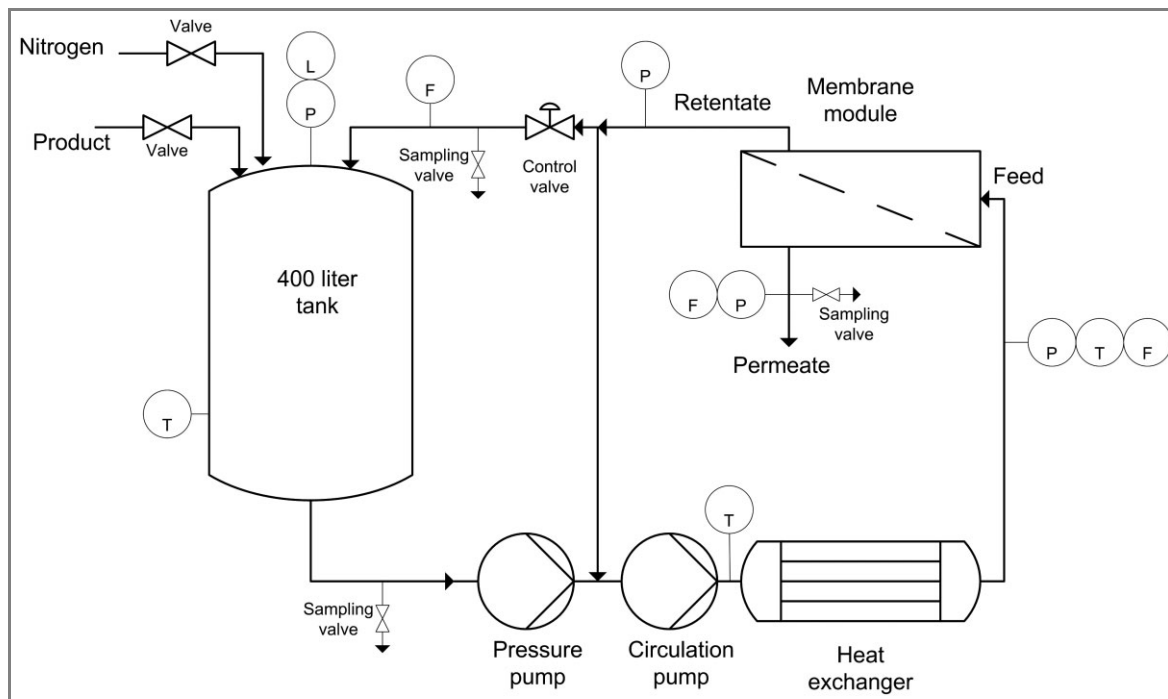 Valve
Nitrogen
L
P
F
P
Retentate
Membrane
module
Product
Valve
Sampling
valve
Control
valve
Feed
400 liter
tank
F
P
Sampling
valve
Permeate
P
T
F
T
T
Sampling
valve
Pressure
pump
Circulation
pump
Heat
exchanger